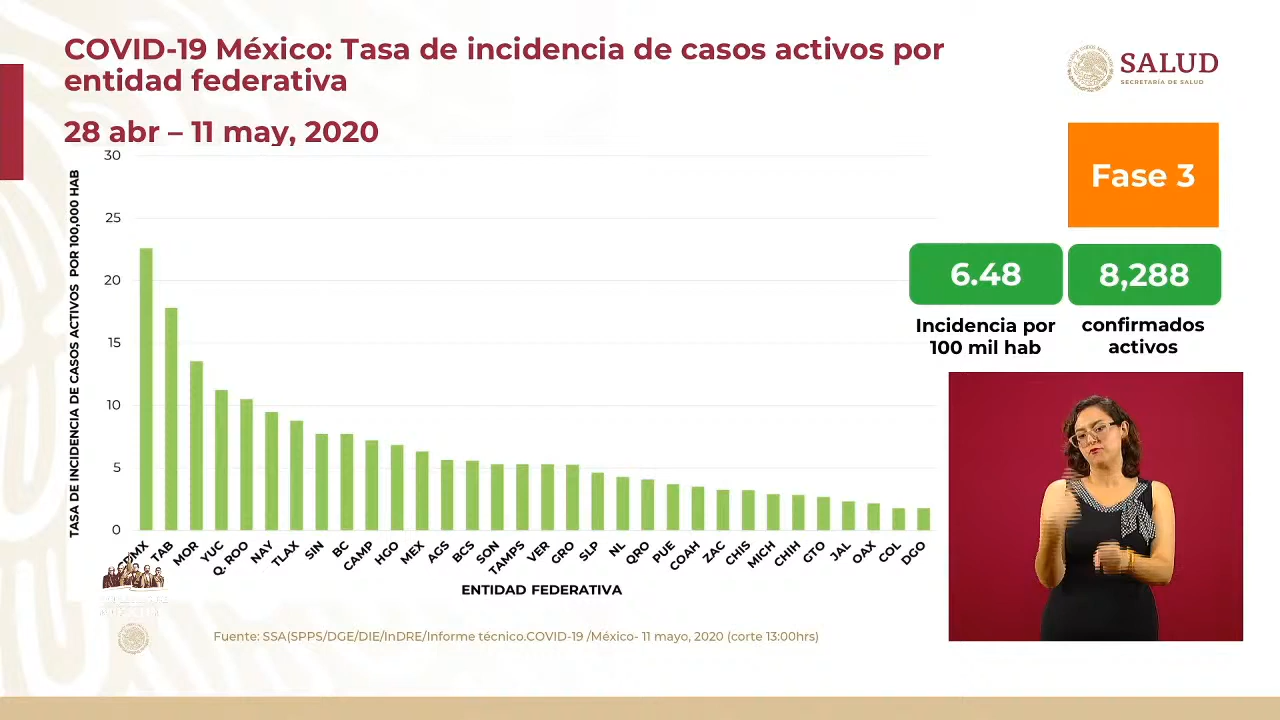 COVID-19 México: Tasa de incidencia de casos activos por
entidad federativa
28 abr – 11 may, 2020
SALUD
SECRETARÍA DE SALUD
Fase 3
6.48
8,288
Incidencia por
100 mil hab
confirmados
activos
TASA DE INCIDENCIA DE CASOS ACTIVOS POR 100,000 HAB
30
25
20
15
10
5
0
CDMX
TAB
MOR
YUC
Q. ROO
NAY
TLAX
SIN
BC
CAMP
HGO
MEX
AGS
BCS
SON
TAMPS
VER
GRO
SLP
NL
QRO
PUE
COAH
ZAC
CHIS
MICH
CHIH
GTO
JAL
OAX
COL
DGO
ENTIDAD FEDERATIVA
Fuente: SSA(SPPS/DGE/DIE/InDRE/Informe técnico.COVID-19 /México- 11 mayo, 2020 (corte 13:00hrs)